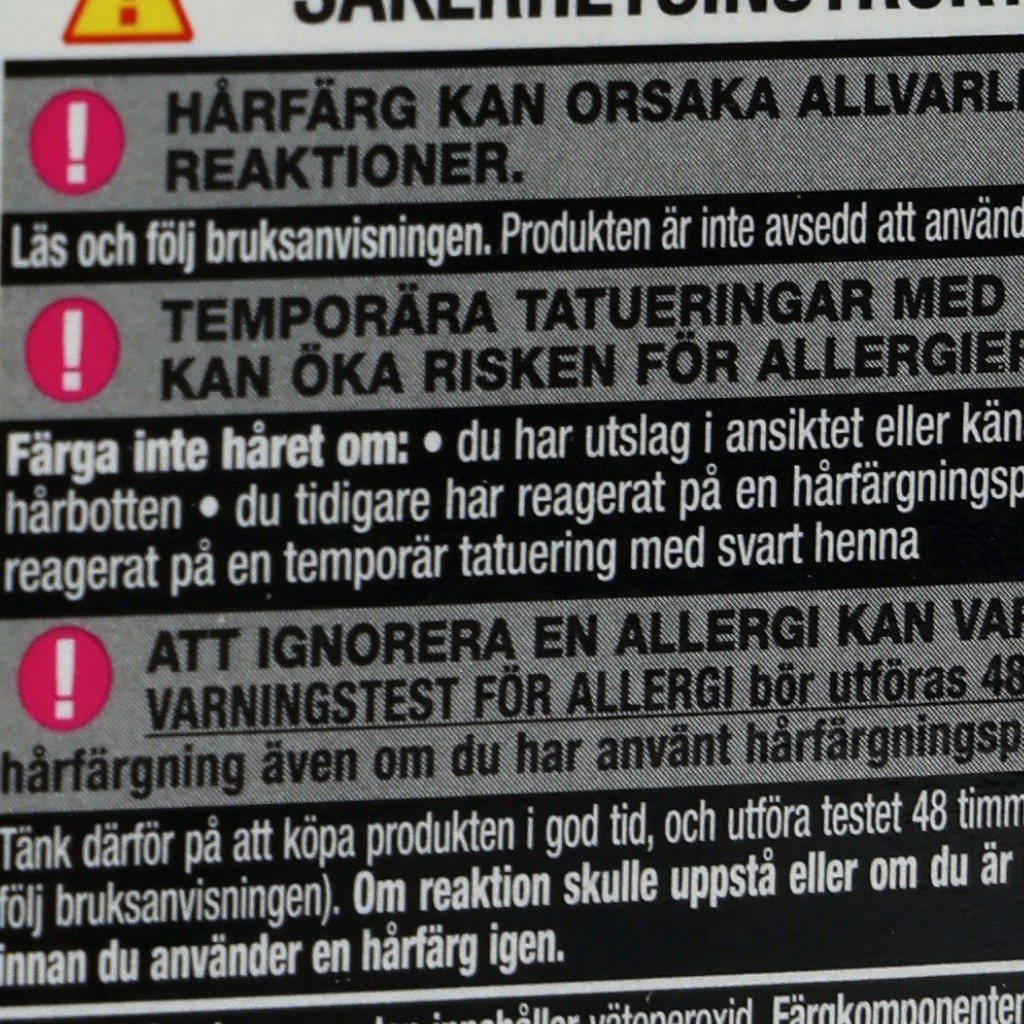 HÅRFÄRG KAN ORSAKA
REAKTIONER.
Läs och följ bruksanvisningen. Produkten är inte avsedd att
TEMPORÄRA TATUERINGAR MED
KAN ÖKA RISKEN FÖR
Färga inte håret om: • du har utslag i ansiktet eller
hårbotten • du tidigare har reagerat på en
reagerat på en temporär tatuering med svart henna
ATT IGNORERA EN ALLERGI KAN
VARNINGSTEST FÖR ALLERGI bör utföras 48
hårfärgning även om du har använt
Tänk därför på att köpa produkten i god tid, och utföra testet 48
följ bruksanvisningen). Om reaktion skulle uppstå eller om du är
innan du använder en hårfärg igen.
innehåller väteperoxid.